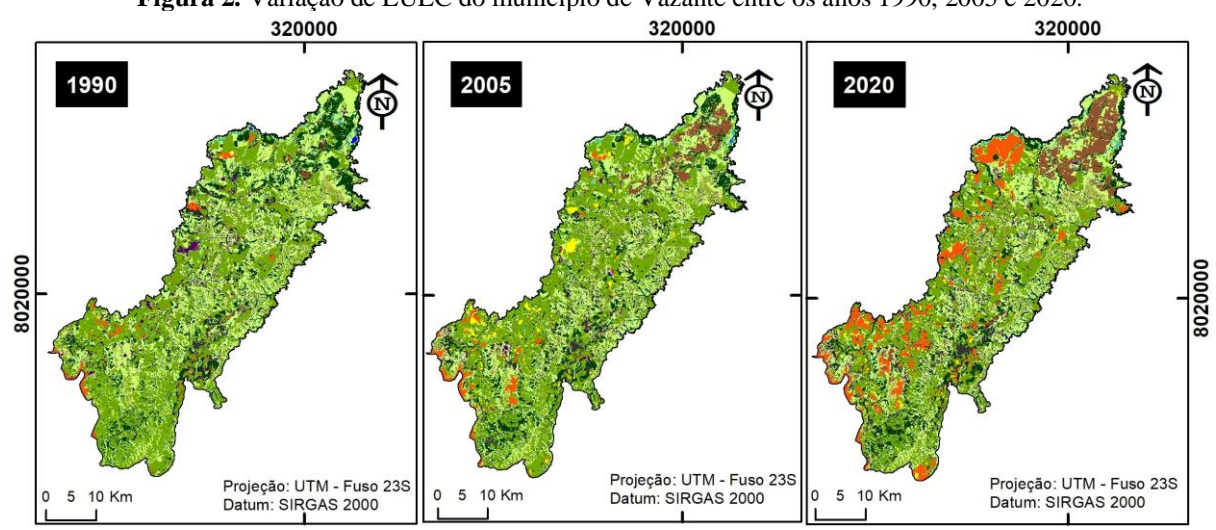 Figura 2. Variação de LULC do município de Vazante entre os anos 1990, 2005 e 2020.
320000 320000 320000
1990 N 2005 N 2020 N
8020000 8020000
Projeção: UTM - Fuso 23S Projeção: UTM - Fuso 23S Projeção: UTM - Fuso 23S
0 5 10 Km Datum: SIRGAS 2000 0 5 10 Km Datum: SIRGAS 2000 0 5 10 Km Datum: SIRGAS 2000